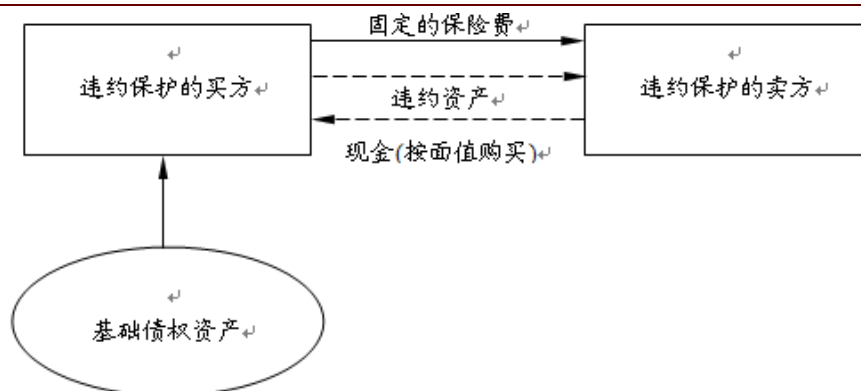 固定的保险费
违约保护的买方
违约资产
违约保护的卖方
现金(按面值购买)
基础债权资产